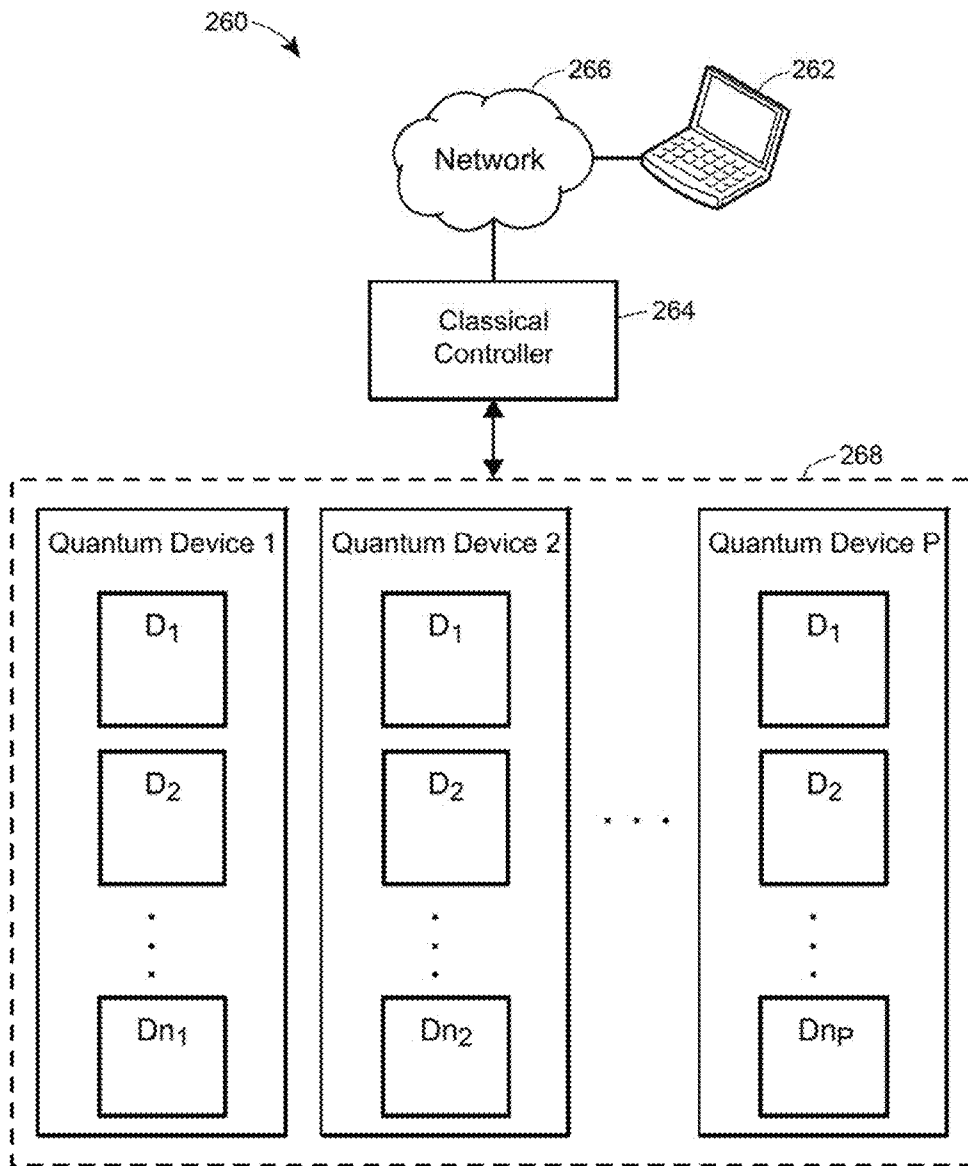 260
266
262
Network
Classical
Controller
264
268
Quantum Device 1
Quantum Device 2
Quantum Device P
D₁
D₁
D₁
D₂
D₂
D₂
Dn₁
Dn₂
Dnₚ